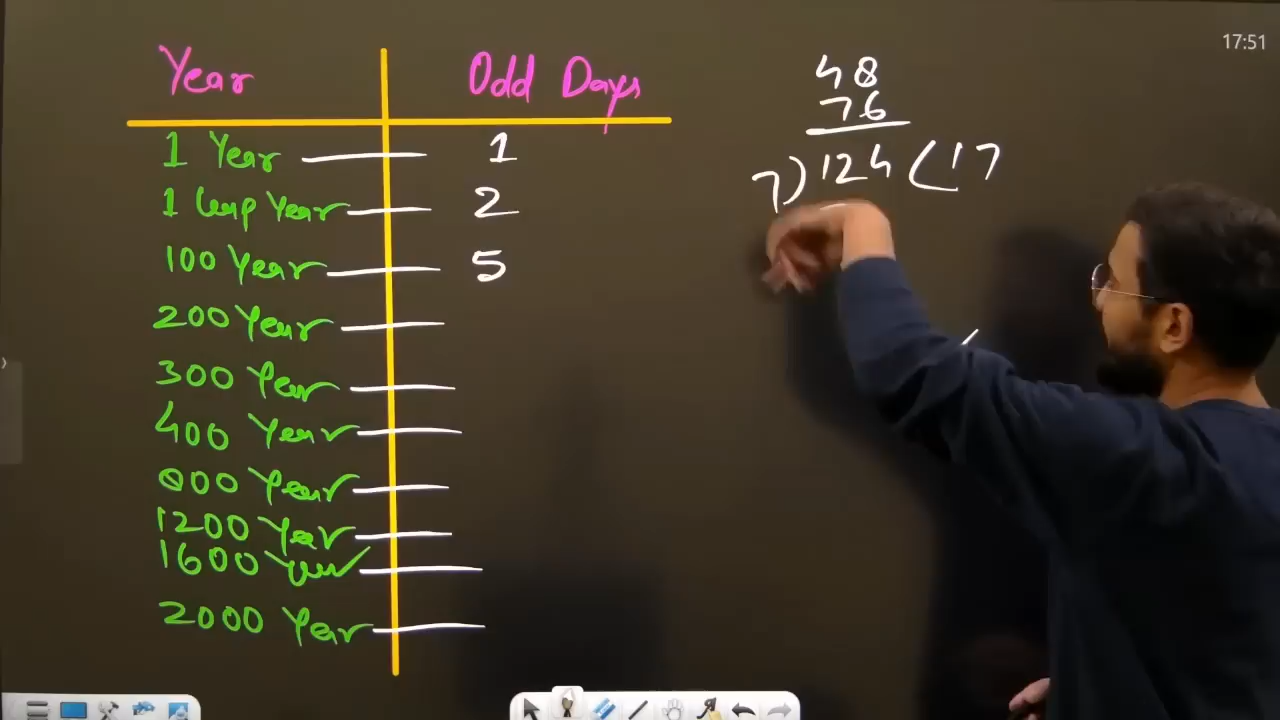 17:51
Year Odd Days
1 Year 1
1 Leap Year 2
100 Year 5
200 Year
300 Year
400 Year
800 Year
1200 Year
1600 Year
2000 Year
48
76
7) 124 ( 17